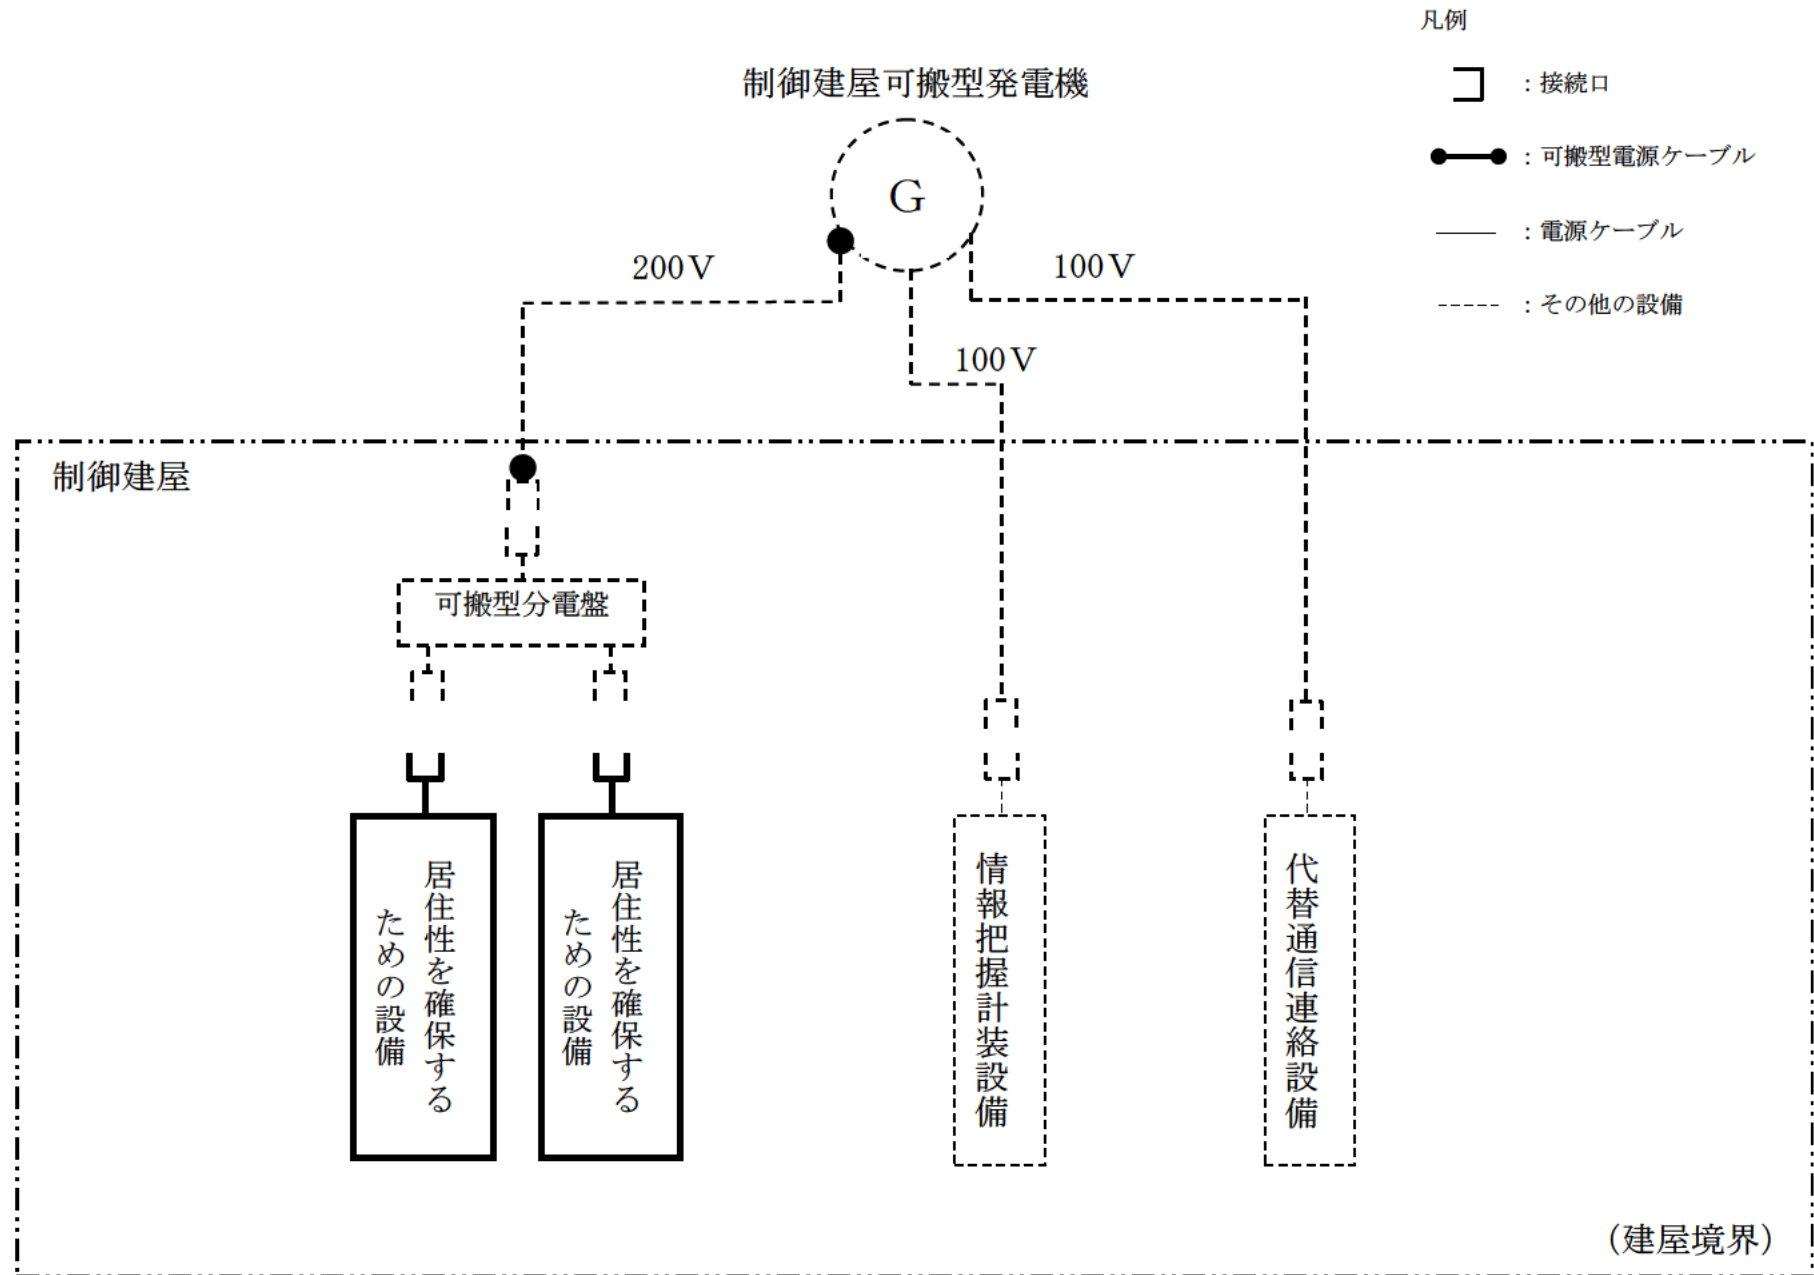 凡例
：接続口
：可搬型電源ケーブル
：電源ケーブル
：その他の設備
制御建屋可搬型発電機
G
200V
100V
100V
制御建屋
可搬型分電盤
居住性を確保する
ための設備
居住性を確保する
ための設備
情報把握計装設備
代替通信連絡設備
（建屋境界）